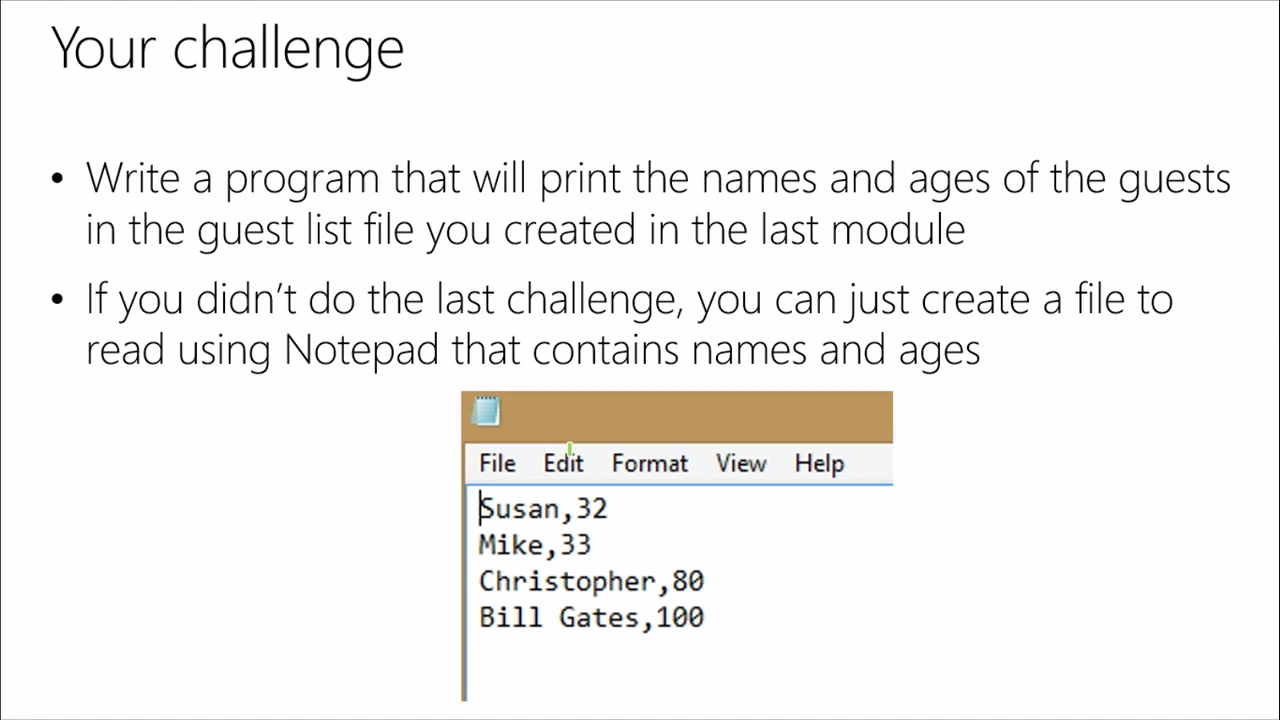 Your challenge
• Write a program that will print the names and ages of the guests
in the guest list file you created in the last module
• If you didn’t do the last challenge, you can just create a file to
read using Notepad that contains names and ages
File Edit Format View Help
Susan,32
Mike,33
Christopher,80
Bill Gates,100